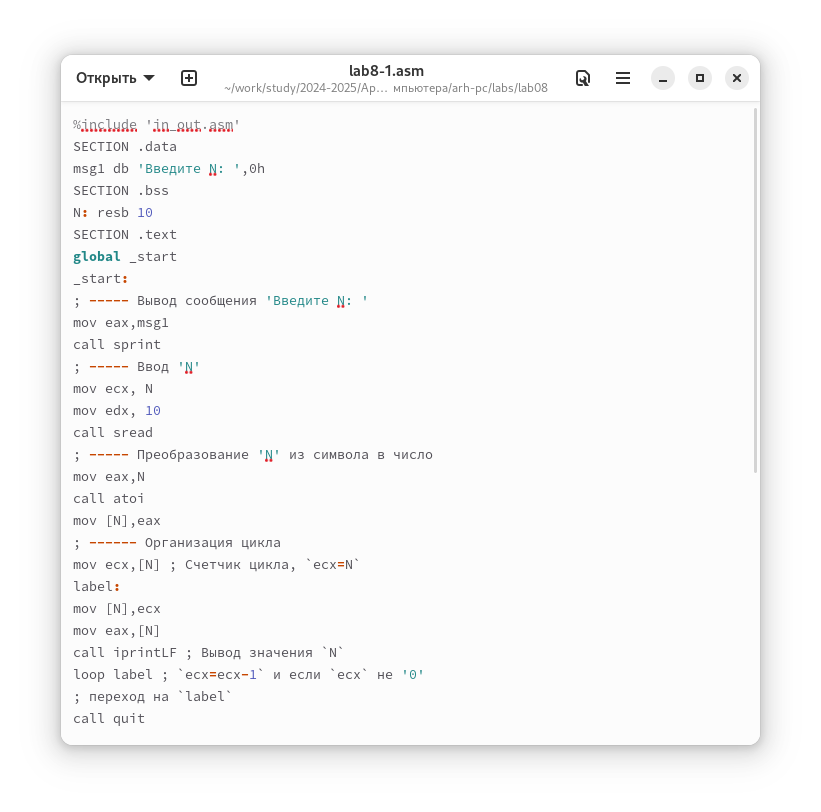 Открыть
lab8-1.asm
~/work/study/2024-2025/Ар… мпьютера/arh-pc/labs/lab08
%include 'in_out.asm'
SECTION .data
msg1 db 'Введите N: ',0h
SECTION .bss
N: resb 10
SECTION .text
global _start
_start:
; ----- Вывод сообщения 'Введите N: '
mov eax,msg1
call sprint
; ----- Ввод 'N'
mov ecx, N
mov edx, 10
call sread
; ----- Преобразование 'N' из символа в число
mov eax,N
call atoi
mov [N],eax
; ------ Организация цикла
mov ecx,[N] ; Счетчик цикла, `ecx=N`
label:
mov [N],ecx
mov eax,[N]
call iprintLF ; Вывод значения `N`
loop label ; `ecx=ecx-1` и если `ecx` не '0'
; переход на `label`
call quit